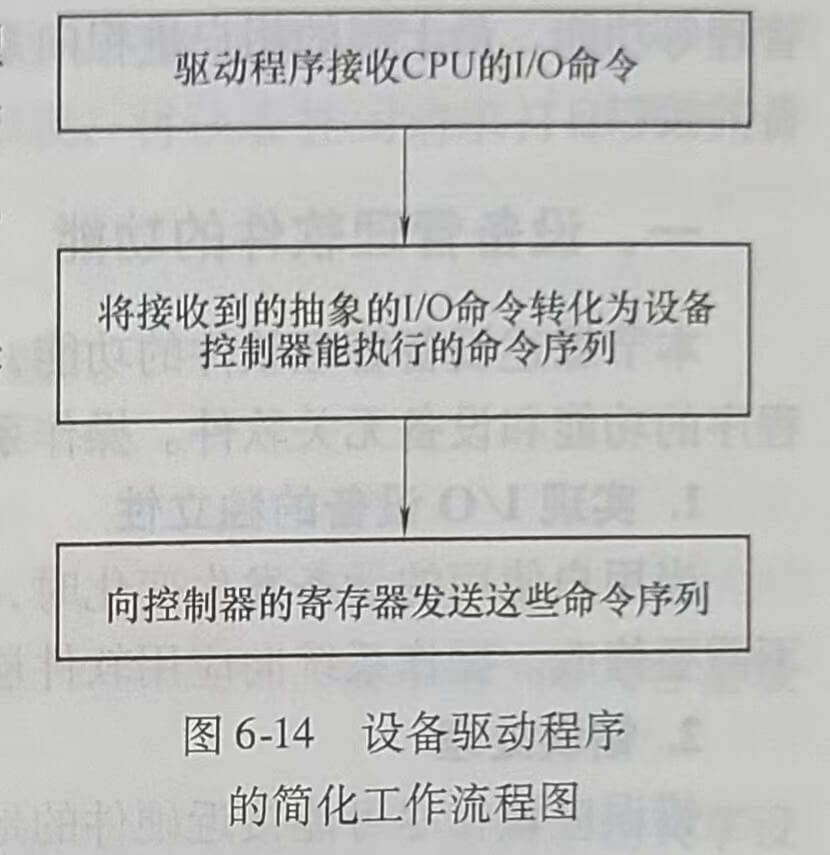 驱动程序接收CPU的I/O命令
将接收到的抽象的I/O命令转化为设备
控制器能执行的命令序列
向控制器的寄存器发送这些命令序列
图 6-14 设备驱动程序
的简化工作流程图